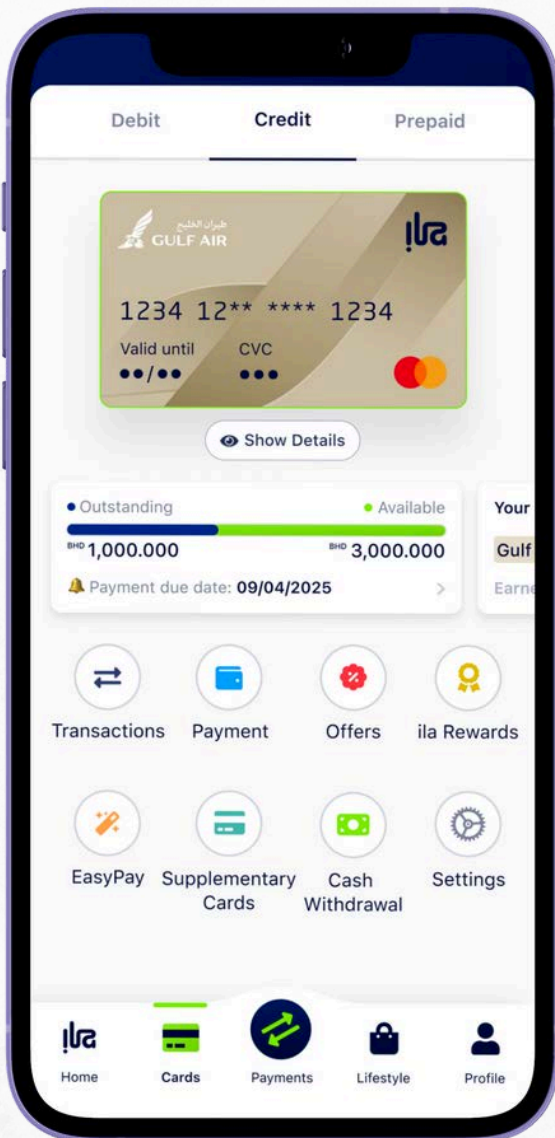 Debit Credit Prepaid
طيران الخليج
GULF AIR
ila إلى
1234 12** **** 1234
Valid until CVC
••/•• •••
Show Details
Outstanding Available
BHD 1,000.000 BHD 3,000.000
Payment due date: 09/04/2025
Your
Gulf
Earne
Transactions Payment Offers ila Rewards
EasyPay Supplementary Cards Cash Withdrawal Settings
ila
Home Cards Payments Lifestyle Profile